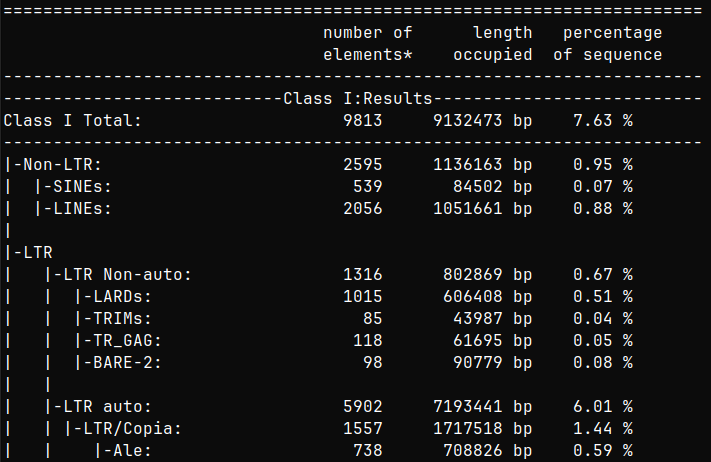 ======================================================================
number of length percentage
elements* occupied of sequence
----------------------------------------------------------------------
----------------------------Class I:Results---------------------------
Class I Total: 9813 9132473 bp 7.63 %
----------------------------------------------------------------------
|-Non-LTR: 2595 1136163 bp 0.95 %
| |-SINEs: 539 84502 bp 0.07 %
| |-LINEs: 2056 1051661 bp 0.88 %
|
|-LTR
| |-LTR Non-auto: 1316 802869 bp 0.67 %
| | |-LARDs: 1015 606408 bp 0.51 %
| | |-TRIMs: 85 43987 bp 0.04 %
| | |-TR_GAG: 118 61695 bp 0.05 %
| | |-BARE-2: 98 90779 bp 0.08 %
| |
| |-LTR auto: 5902 7193441 bp 6.01 %
| | |-LTR/Copia: 1557 1717518 bp 1.44 %
| | |-Ale: 738 708826 bp 0.59 %